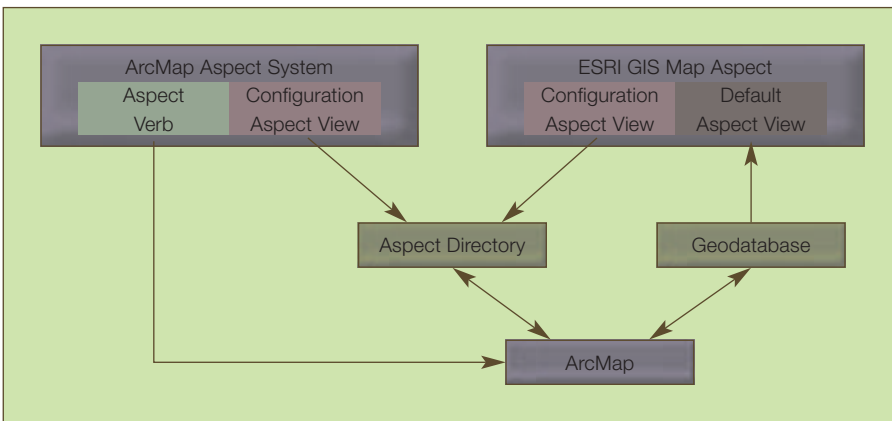 ArcMap Aspect System
Aspect
Verb
Configuration
Aspect View
ESRI GIS Map Aspect
Configuration
Aspect View
Default
Aspect View
Aspect Directory
Geodatabase
ArcMap